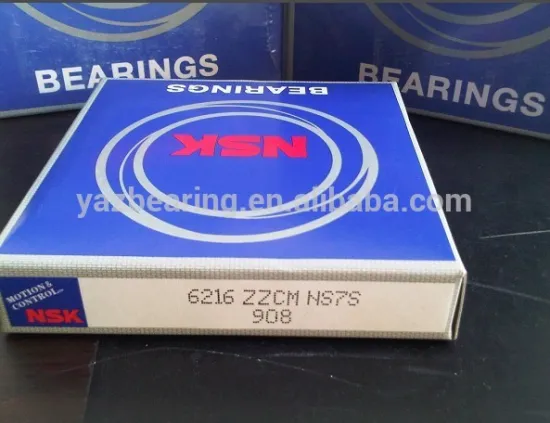 BEARINGS
BEARINGS
BEARINGS
NSK
yazbearing.en.alibaba.com
MOTION &
CONTROL
NSK
6216 ZZCM NS7S
908